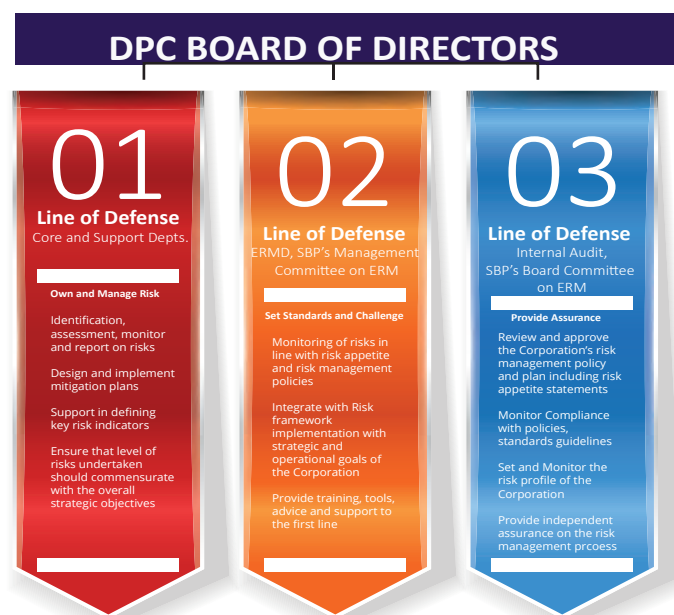 DPC BOARD OF DIRECTORS
01
Line of Defense
Core and Support Depts.
Own and Manage Risk
Identification,
assessment, monitor
and report on risks
Design and implement
mitigation plans
Support in defining
key risk indicators
Ensure that level of
risks undertaken
should commensurate
with the overall
strategic objectives
02
Line of Defense
ERMD, SBP's Management
Committee on ERM
Set Standards and Challenge
Monitoring of risks in
line with risk appetite
and risk management
policies
Integrate with Risk
framework
implementation with
strategic and
operational goals of
the Corporation
Provide training, tools,
advice and support to
the first line
03
Line of Defense
Internal Audit,
SBP's Board Committee
on ERM
Provide Assurance
Review and approve
the Corporation's risk
management policy
and plan including risk
appetite statements
Monitor Compliance
with policies,
standards guidelines
Set and Monitor the
risk profile of the
Corporation
Provide independent
assurance on the risk
management prcoess